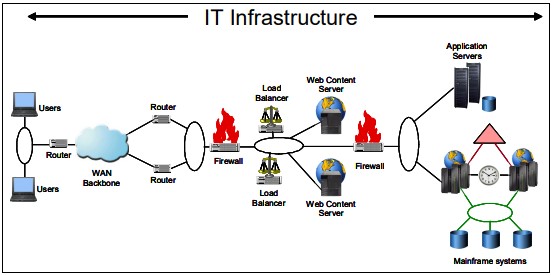 IT Infrastructure
Application
Servers
Load
Balancer
Web Content
Server
Users
Router
Router
WAN
Backbone
Firewall
Firewall
Router
Users
Load
Balancer
Web Content
Server
Mainframe systems